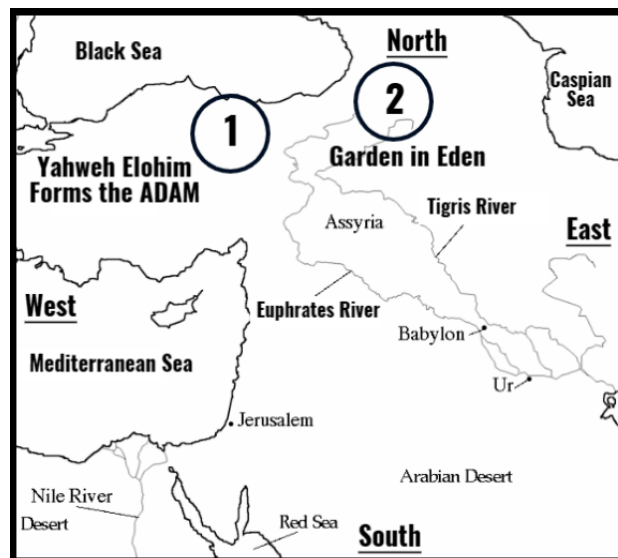 North
Black Sea
Caspian
Sea
2
1
Garden in Eden
Yahweh Elohim
Forms the ADAM
Tigris River
Assyria
East
West
Euphrates River
Babylon
Mediterranean Sea
Ur
Jerusalem
Arabian Desert
Nile River
Desert
Red Sea
South